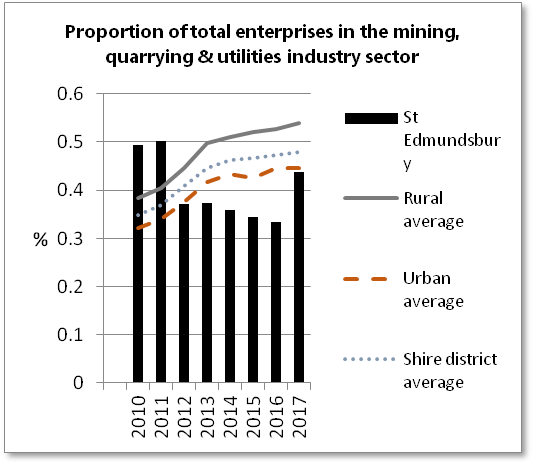 Proportion of total enterprises in the mining,
quarrying & utilities industry sector
0.6
0.5
0.4
0.3
0.2
0.1
0
%
2010
2011
2012
2013
2014
2015
2016
2017
St
Edmundsbur
y
Rural
average
Urban
average
Shire district
average